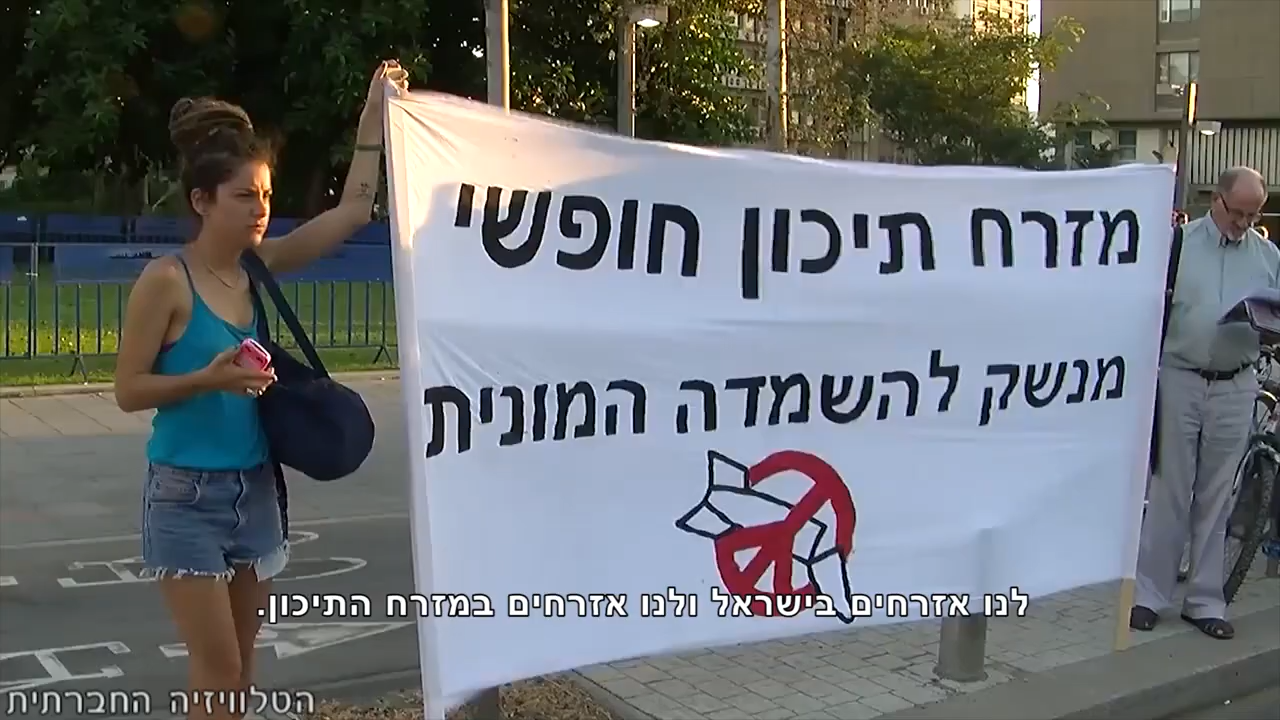 מזרח תיכון חופשי
מנשק להשמדה המונית
לנו אזרחים בישראל ולנו אזרחים במזרח התיכון.
הטלוויזיה החברתית